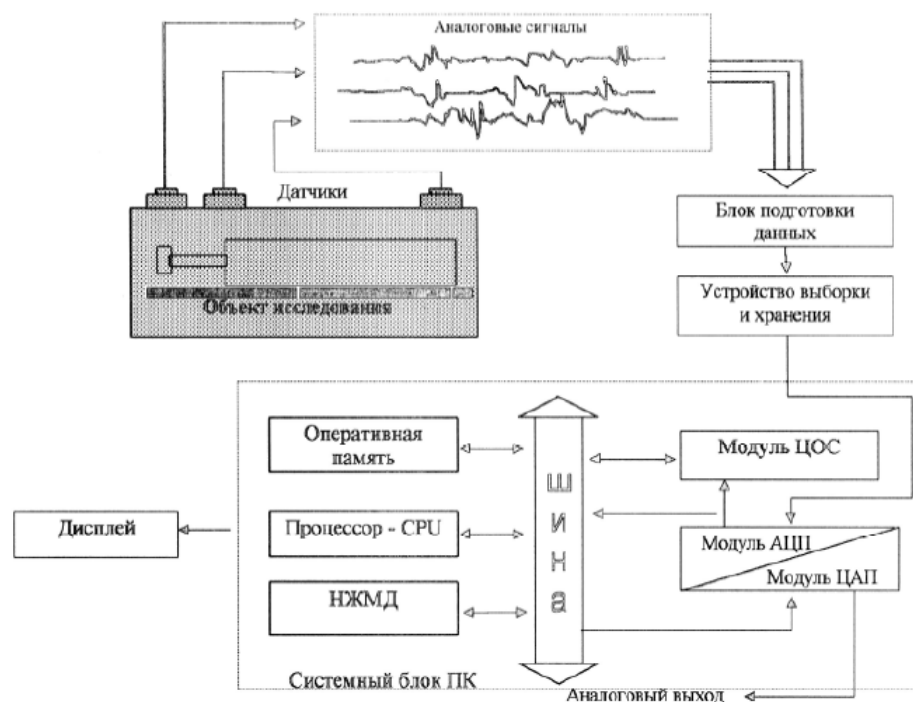 Аналоговые сигналы
Датчики
Объект исследования
Блок подготовки
данных
Устройство выборки
и хранения
Оперативная
память
Процессор - CPU
НЖМД
Шина
Модуль ЦОС
Модуль АЦП
Модуль ЦАП
Дисплей
Системный блок ПК
Аналоговый выход